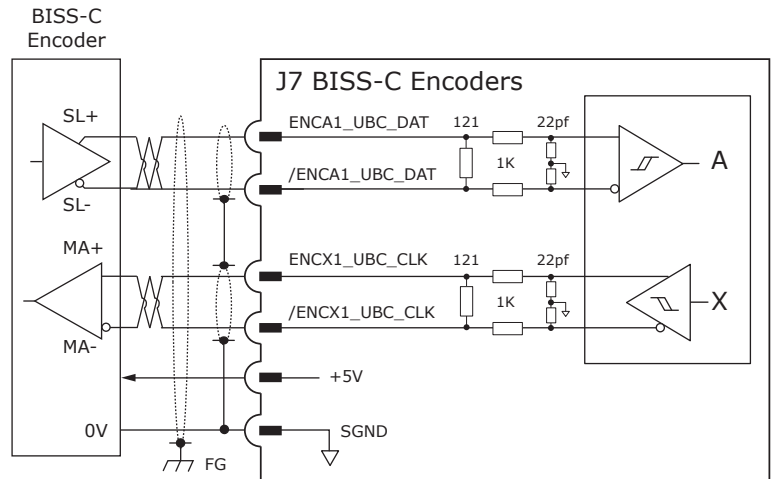 BISS-C
Encoder
J7 BISS-C Encoders
SL+
ENCA1_UBC_DAT
121
22pf
1K
A
/ENCA1_UBC_DAT
SL-
MA+
ENCX1_UBC_CLK
121
22pf
1K
X
/ENCX1_UBC_CLK
MA-
+5V
0V
SGND
FG